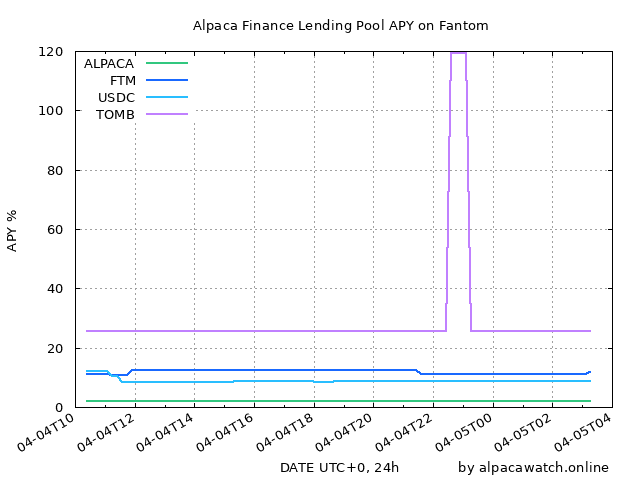 Alpaca Finance Lending Pool APY on Fantom
120
100
80
60
40
20
0
APY %
ALPACA
FTM
USDC
TOMB
04-04T10
04-04T12
04-04T14
04-04T16
04-04T18
04-04T20
04-04T22
04-05T00
04-05T02
04-05T04
DATE UTC+0, 24h
by alpacawatch.online